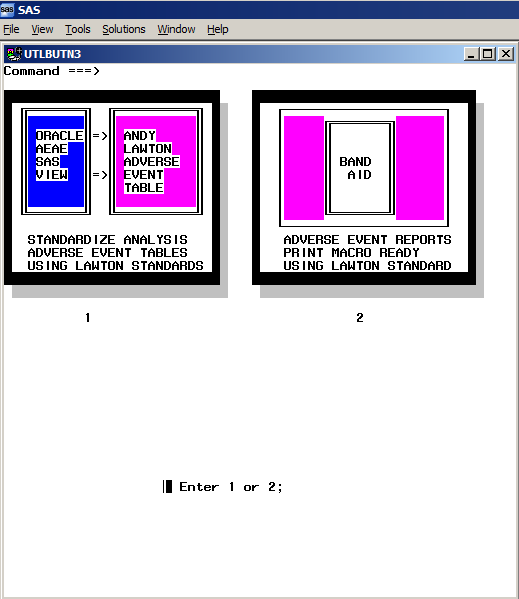 sas SAS
File View Tools Solutions Window Help
UTLBUTN3
Command ===>
ORACLE => ANDY
AEAE LAWTON
SAS ADVERSE
VIEW => EVENT
TABLE
STANDARDIZE ANALYSIS
ADVERSE EVENT TABLES
USING LAWTON STANDARDS
1
BAND
AID
ADVERSE EVENT REPORTS
PRINT MACRO READY
USING LAWTON STANDARD
2
Enter 1 or 2;